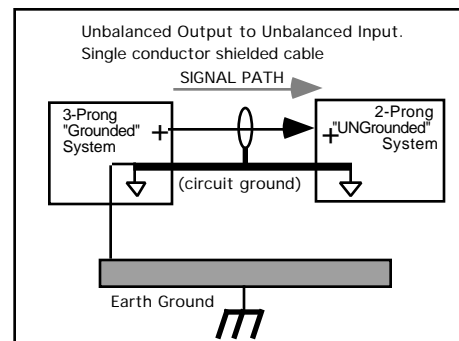 Unbalanced Output to Unbalanced Input.
Single conductor shielded cable
SIGNAL PATH
3-Prong
"Grounded"
System
+
2-Prong
"UNGrounded"
+
System
(circuit ground)
Earth Ground